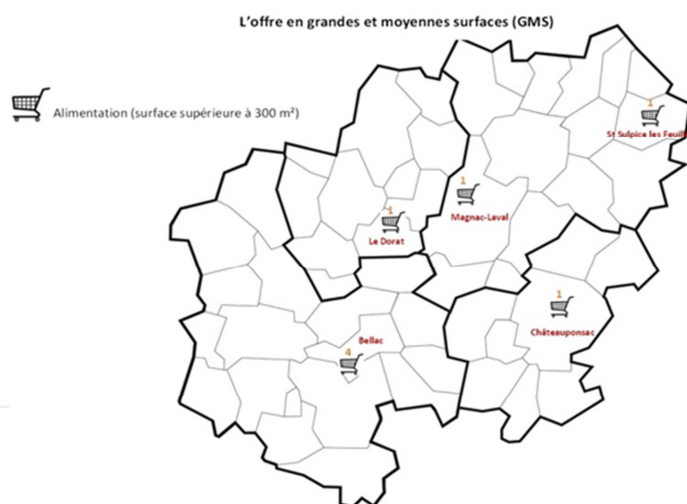 L'offre en grandes et moyennes surfaces (GMS)
Alimentation (surface supérieure à 300 m²)
1
St Sulpice les Feuill
1
Magnac-Laval
1
Le Dorat
1
Châteauponsac
Bellac
4